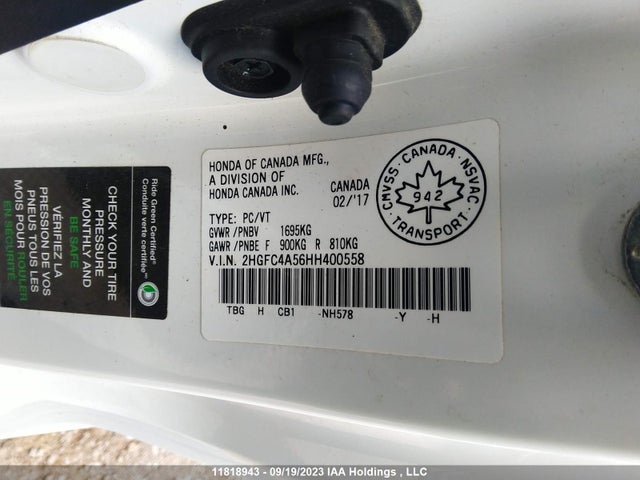 HONDA OF CANADA MFG.,
A DIVISION OF
HONDA CANADA INC.
CANADA
02/'17
TYPE: PC/VT
GVWR/PNBV 1695KG
GAWR/PNBE F 900KG R 810KG
V.I.N. 2HGFC4A56HH400558
TBG H CB1 -NH578 -Y -H
CANADA
CMVSS - NSVAC
942
TRANSPORT
Ride Green Certified®
Conduite verte certifiée™
CHECK YOUR TIRE
PRESSURE
MONTHLY AND
BE SAFE
VÉRIFIEZ LA
PRESSION DE VOS
PNEUS TOUS LES
MOIS POUR ROULER
EN SÉCURITÉ
11818943 - 09/19/2023 IAA Holdings , LLC